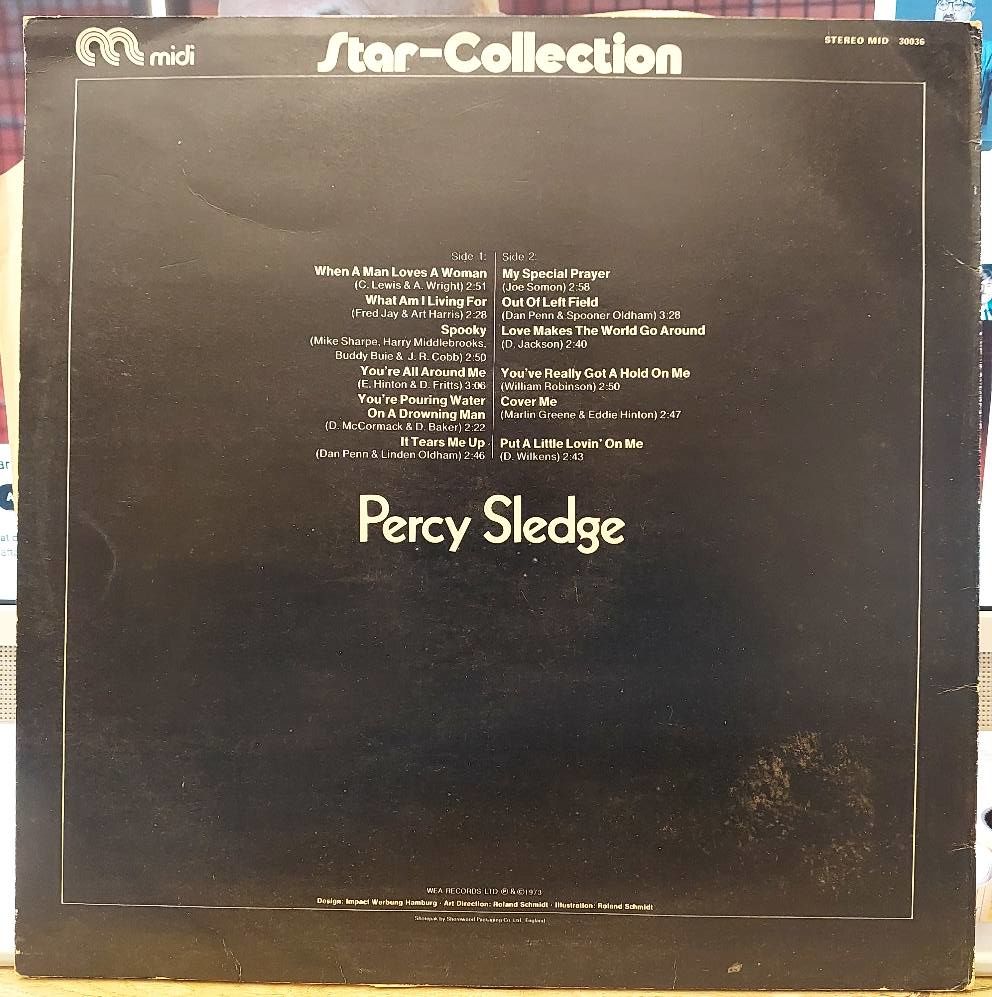 midi
Star-Collection
STEREO MID 30036
Side 1:
When A Man Loves A Woman
(C. Lewis & A. Wright) 2:51
What Am I Living For
(Fred Jay & Art Harris) 2:28
Spooky
(Mike Sharpe, Harry Middlebrooks,
Buddy Buie & J. R. Cobb) 2:50
You're All Around Me
(E. Hinton & D. Fritts) 3:06
You're Pouring Water
On A Drowning Man
(D. McCormack & D. Baker) 2:22
It Tears Me Up
(Dan Penn & Linden Oldham) 2:46
Side 2:
My Special Prayer
(Joe Somon) 2:58
Out Of Left Field
(Dan Penn & Spooner Oldham) 3:28
Love Makes The World Go Around
(D. Jackson) 2:40
You've Really Got A Hold On Me
(William Robinson) 2:50
Cover Me
(Marlin Greene & Eddie Hinton) 2:47
Put A Little Lovin' On Me
(D. Wilkens) 2:43
Percy Sledge
WEA RECORDS LTD ℗ & © 1973
Design: Impact Werbung Hamburg · Art Direction: Roland Schmidt · Illustration: Roland Schmidt
Shorepak by Shorewood Packaging Co. Ltd., England